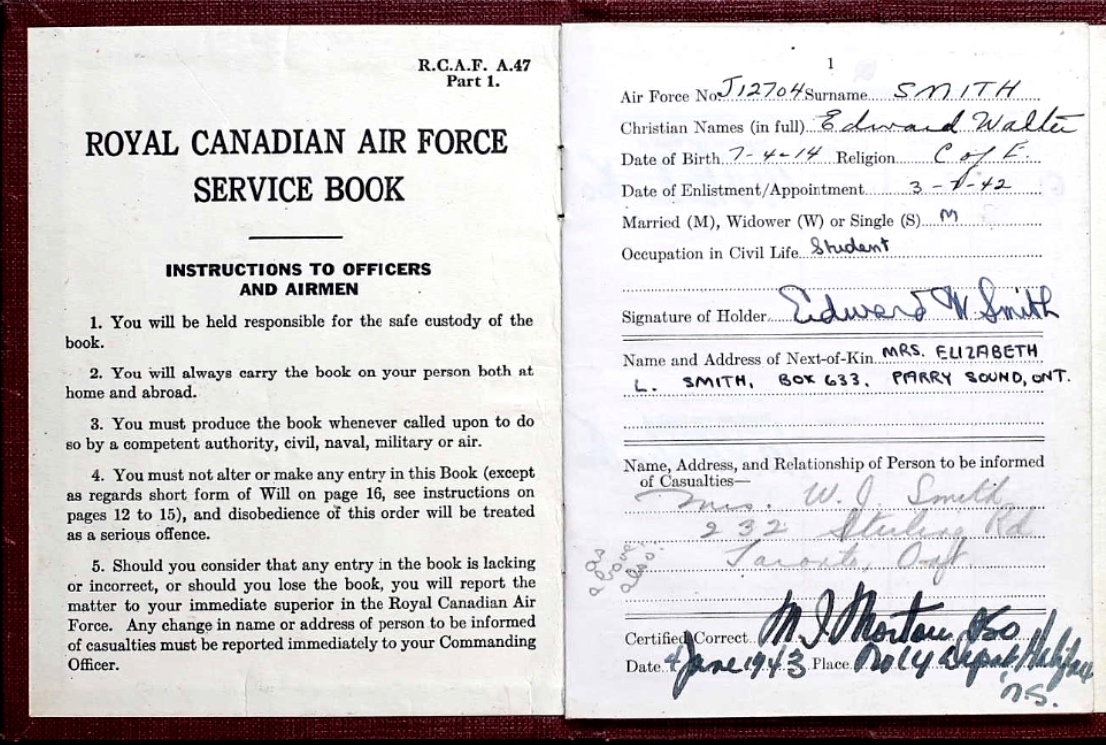 R.C.A.F. A.47
Part 1.
ROYAL CANADIAN AIR FORCE
SERVICE BOOK
INSTRUCTIONS TO OFFICERS
AND AIRMEN
1. You will be held responsible for the safe custody of the
book.
2. You will always carry the book on your person both at
home and abroad.
3. You must produce the book whenever called upon to do
so by a competent authority, civil, naval, military or air.
4. You must not alter or make any entry in this Book (except
as regards short form of Will on page 16, see instructions on
pages 12 to 15), and disobedience of this order will be treated
as a serious offence.
5. Should you consider that any entry in the book is lacking
or incorrect, or should you lose the book, you will report the
matter to your immediate superior in the Royal Canadian Air
Force. Any change in name or address of person to be informed
of casualties must be reported immediately to your Commanding
Officer.
1
Air Force No. J12704 Surname SMITH
Christian Names (in full) Edward Walter
Date of Birth 7-4-14 Religion C of E.
Date of Enlistment/Appointment
Married (M), Widower (W) or Single (S) M
Occupation in Civil Life Student
Signature of Holder Edward W Smith
Name and Address of Next-of-Kin MRS. ELIZABETH
L. SMITH, BOX 633, PARRY SOUND, ONT.
Name, Address, and Relationship of Person to be informed
of Casualties—
Mrs. W. J. Smith
232 Sterling Rd
Toronto, Ont.
as
above
also.
Certified Correct M J Morton
Date 4 June 1943 Place Depot, Halifax
N.S.